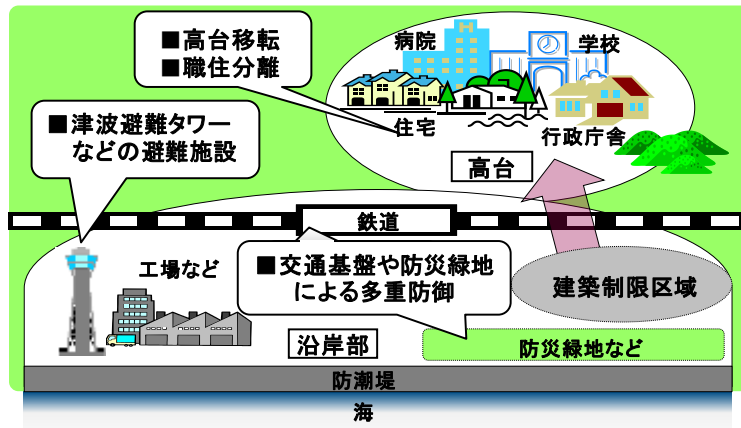 ■高台移転
■職住分離
病院
学校
住宅
行政庁舎
高台
■津波避難タワー
などの避難施設
鉄道
工場など
■交通基盤や防災緑地
による多重防御
建築制限区域
沿岸部
防災緑地など
防潮堤
海